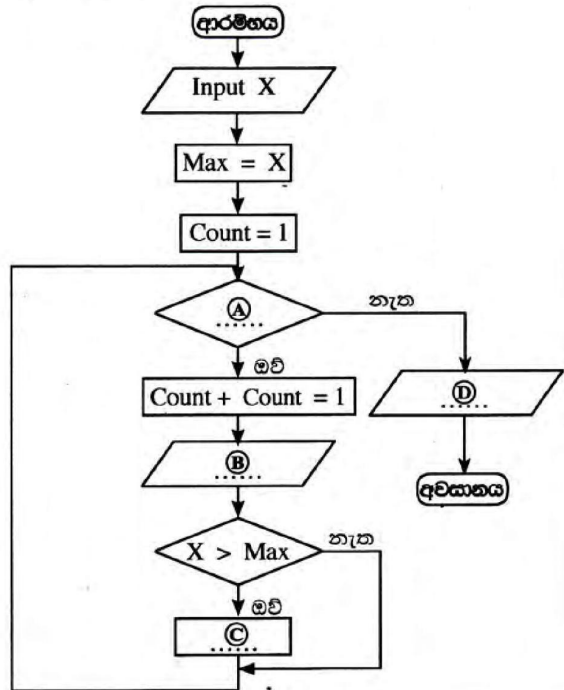 ආරම්භය
Input X
Max = X
Count = 1
Ⓐ
......
නැත
ඔව්
Count + Count = 1
Ⓓ
......
Ⓑ
......
අවසානය
X > Max
නැත
ඔව්
Ⓒ
......